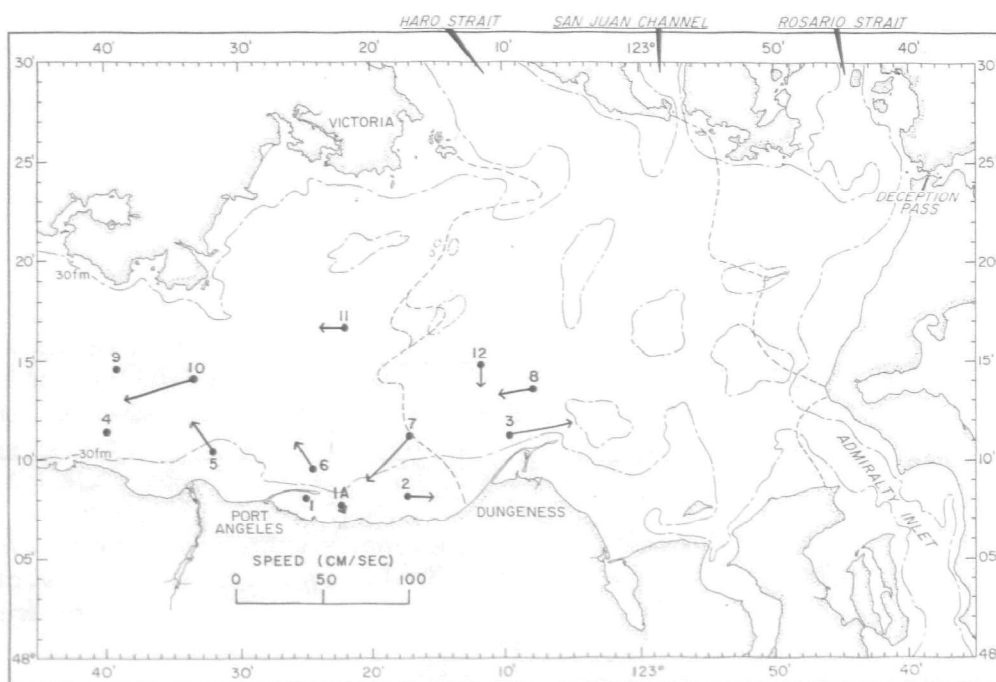 HARO STRAIT SAN JUAN CHANNEL ROSARIO STRAIT
40' 30' 20' 10' 123° 50' 40'
30' 30'
VICTORIA
25' 25'
DECEPTION
PASS
20' 20'
30fm
11
15' 15'
9 10 12 8
4 5 6 7 3
30fm
10' 10'
ADMIRALTY INLET
1 1A 2
PORT
ANGELES
DUNGENESS
05' 05'
SPEED (CM/SEC)
0 50 100
48° 48°
40' 30' 20' 10' 123° 50' 40'